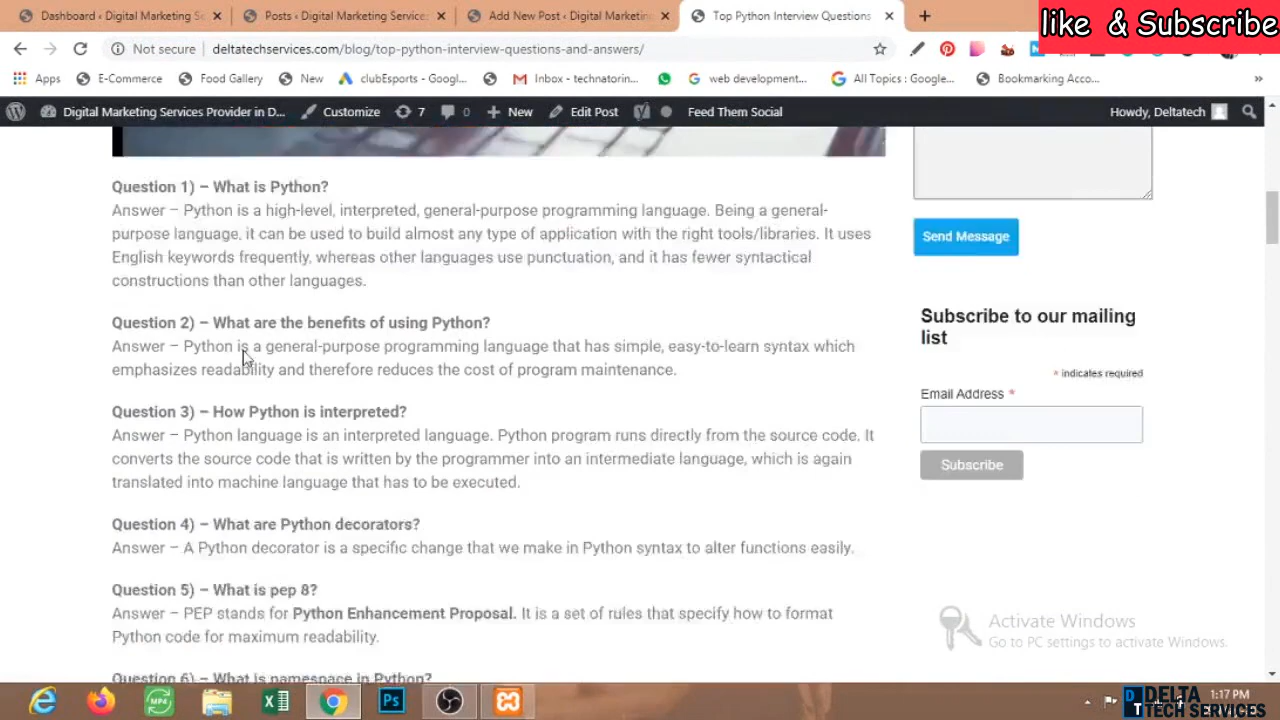 Dashboard ‹ Digital Marketing S
Posts ‹ Digital Marketing Service
Add New Post ‹ Digital Marketin
Top Python Interview Questions
like & Subscribe
Not secure
deltatechservices.com/blog/top-python-interview-questions-and-answers/
Apps
E-Commerce
Food Gallery
New
clubEsports - Googl...
Inbox - technatorin...
web development...
All Topics : Google...
Bookmarking Acco...
Digital Marketing Services Provider in D...
Customize
7
0
New
Edit Post
Feed Them Social
Howdy, Deltatech
Question 1) – What is Python?
Answer – Python is a high-level, interpreted, general-purpose programming language. Being a general-
purpose language, it can be used to build almost any type of application with the right tools/libraries. It uses
English keywords frequently, whereas other languages use punctuation, and it has fewer syntactical
constructions than other languages.
Question 2) – What are the benefits of using Python?
Answer – Python is a general-purpose programming language that has simple, easy-to-learn syntax which
emphasizes readability and therefore reduces the cost of program maintenance.
Question 3) – How Python is interpreted?
Answer – Python language is an interpreted language. Python program runs directly from the source code. It
converts the source code that is written by the programmer into an intermediate language, which is again
translated into machine language that has to be executed.
Question 4) – What are Python decorators?
Answer – A Python decorator is a specific change that we make in Python syntax to alter functions easily.
Question 5) – What is pep 8?
Answer – PEP stands for Python Enhancement Proposal. It is a set of rules that specify how to format
Python code for maximum readability.
Question 6) – What is namespace in Python?
Send Message
Subscribe to our mailing
list
* indicates required
Email Address *
Subscribe
Activate Windows
Go to PC settings to activate Windows.
MP4
Ps
1:17 PM
DELTA
TECH SERVICES